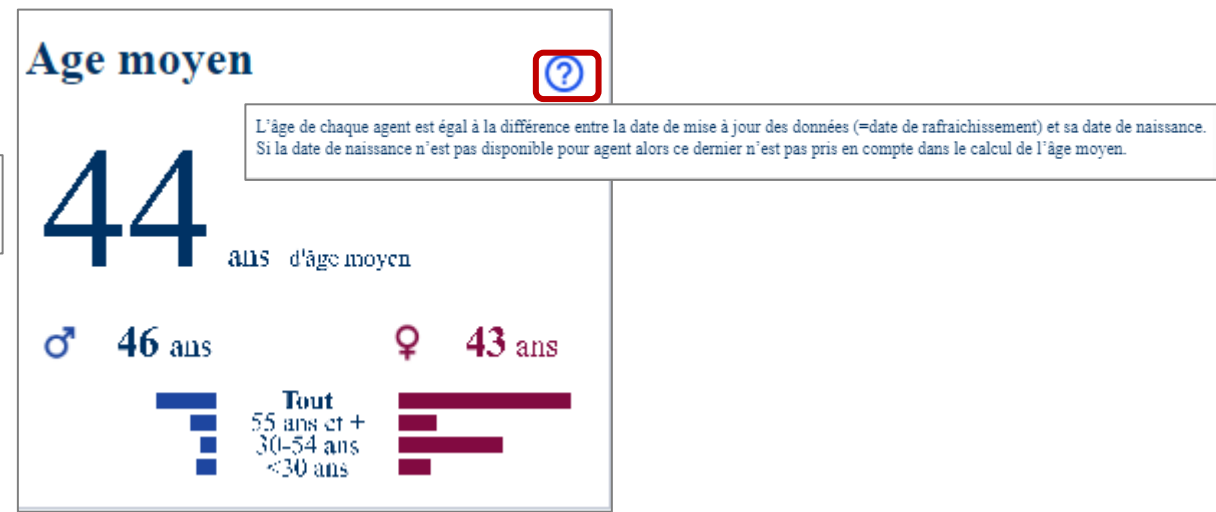 Age moyen
L'âge de chaque agent est égal à la différence entre la date de mise à jour des données (=date de rafraichissement) et sa date de naissance.
Si la date de naissance n'est pas disponible pour agent alors ce dernier n'est pas pris en compte dans le calcul de l'âge moyen.
44 ans d'âge moyen
♂ 46 ans ♀ 43 ans
Tout
55 ans et +
30-54 ans
<30 ans